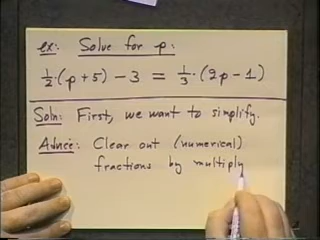 ex: Solve for p:
½·(p+5) − 3 = ⅓·(2p−1)
Soln: First, we want to simplify.
Advice: Clear out (numerical)
fractions by multiply